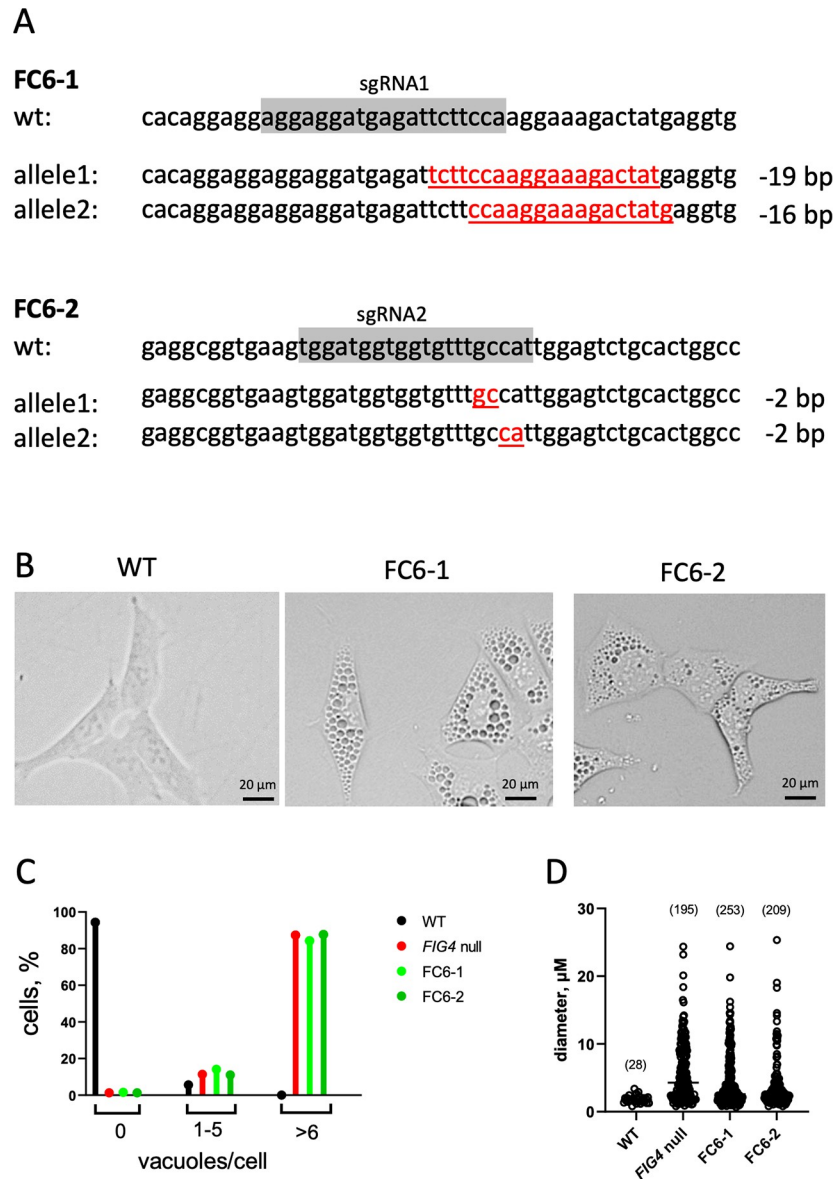 A
FC6-1
sgRNA1
wt: cacaggaggaggaggatgagattcttccaaggaaagactatgaggtg
allele1: cacaggaggaggaggatgagattcttccaaggaaagactatgaggtg -19 bp
allele2: cacaggaggaggaggatgagattcttccaaggaaagactatgaggtg -16 bp
FC6-2
sgRNA2
wt: gaggcggtgaagtggatggtggtgtttgccattggagtctgcactggcc
allele1: gaggcggtgaagtggatggtggtgtttgccattggagtctgcactggcc -2 bp
allele2: gaggcggtgaagtggatggtggtgtttgccattggagtctgcactggcc -2 bp
B
WT FC6-1 FC6-2
20 µm 20 µm 20 µm
C
cells, %
100
80
60
40
20
0
0 1-5 >6
vacuoles/cell
WT
FIG4 null
FC6-1
FC6-2
D
diameter, µM
30
20
10
0
(28) (195) (253) (209)
WT FIG4 null FC6-1 FC6-2